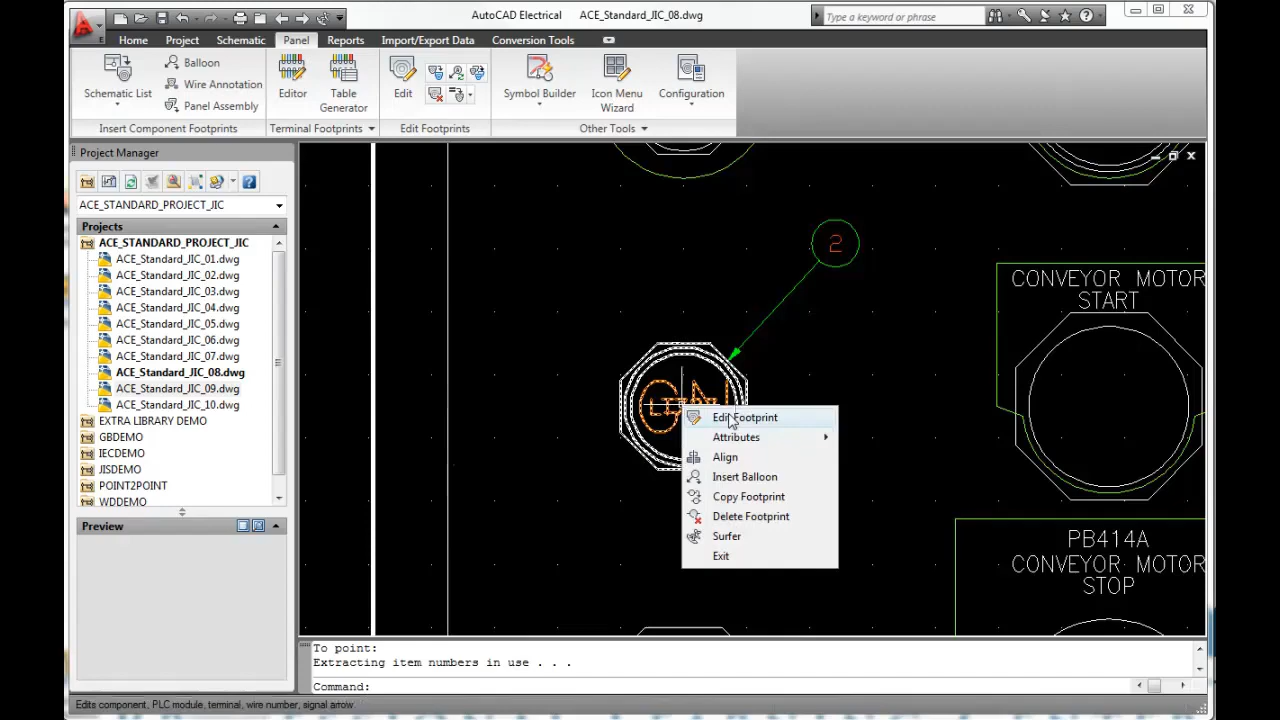 AutoCAD Electrical ACE_Standard_JIC_08.dwg
Type a keyword or phrase
Home Project Schematic Panel Reports Import/Export Data Conversion Tools
Schematic List
Balloon
Wire Annotation
Panel Assembly
Editor
Table Generator
Edit
Symbol Builder
Icon Menu Wizard
Configuration
Insert Component Footprints Terminal Footprints Edit Footprints Other Tools
Project Manager
ACE_STANDARD_PROJECT_JIC
Projects
ACE_STANDARD_PROJECT_JIC
ACE_Standard_JIC_01.dwg
ACE_Standard_JIC_02.dwg
ACE_Standard_JIC_03.dwg
ACE_Standard_JIC_04.dwg
ACE_Standard_JIC_05.dwg
ACE_Standard_JIC_06.dwg
ACE_Standard_JIC_07.dwg
ACE_Standard_JIC_08.dwg
ACE_Standard_JIC_09.dwg
ACE_Standard_JIC_10.dwg
EXTRA LIBRARY DEMO
GBDEMO
IECDEMO
JISDEMO
POINT2POINT
WDDEMO
Preview
2
CONVEYOR MOTOR
START
Edit Footprint
Attributes
Align
Insert Balloon
Copy Footprint
Delete Footprint
Surfer
Exit
PB414A
CONVEYOR MOTOR
STOP
To point:
Extracting item numbers in use . . .
Command:
Edits component, PLC module, terminal, wire number, signal arrow